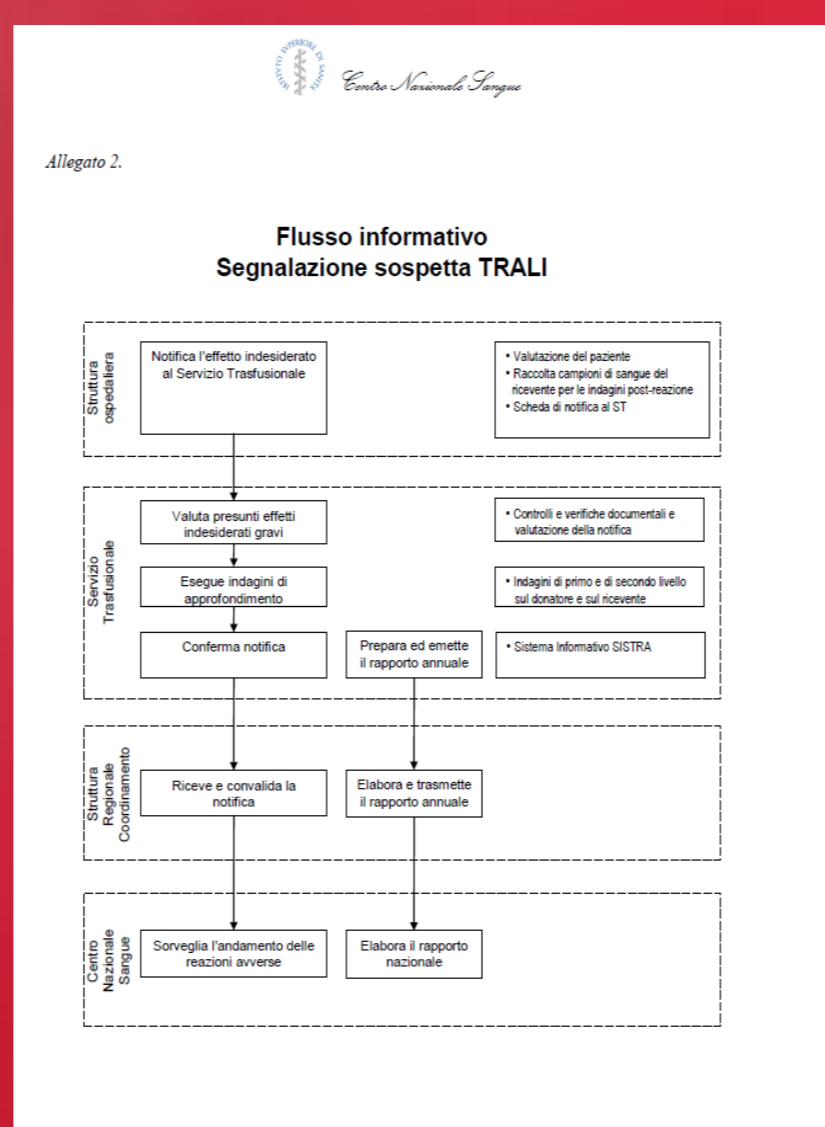 ISTITUTO SUPERIORE DI SANITÀ
Centro Nazionale Sangue
Allegato 2.
Flusso informativo
Segnalazione sospetta TRALI
Struttura
ospedaliera
Notifica l'effetto indesiderato
al Servizio Trasfusionale
• Valutazione del paziente
• Raccolta campioni di sangue del
ricevente per le indagini post-reazione
• Scheda di notifica al ST
Servizio
Trasfusionale
Valuta presunti effetti
indesiderati gravi
• Controlli e verifiche documentali e
valutazione della notifica
Esegue indagini di
approfondimento
• Indagini di primo e di secondo livello
sul donatore e sul ricevente
Conferma notifica
Prepara ed emette
il rapporto annuale
• Sistema Informativo SISTRA
Struttura
Regionale
Coordinamento
Riceve e convalida la
notifica
Elabora e trasmette
il rapporto annuale
Centro
Nazionale
Sangue
Sorveglia l'andamento delle
reazioni avverse
Elabora il rapporto
nazionale